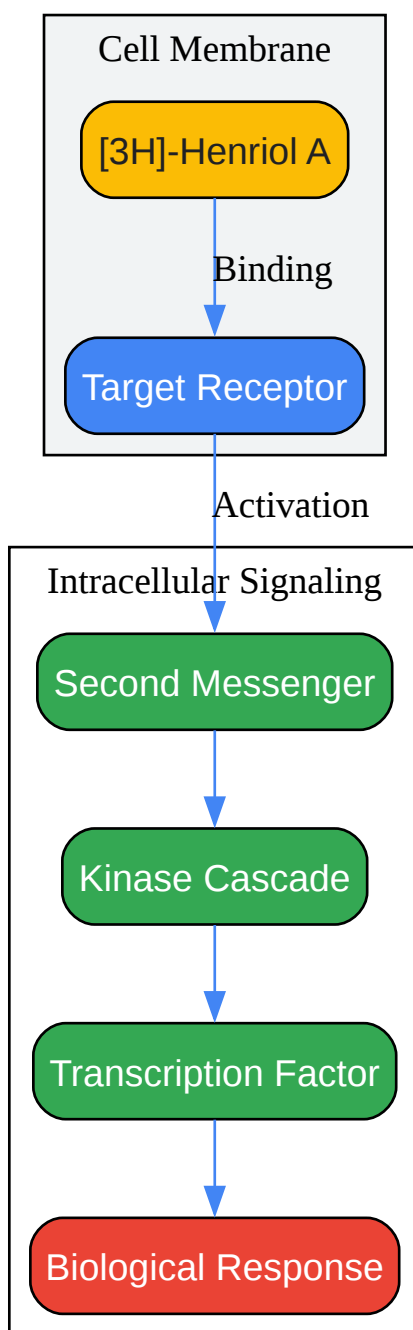 Cell Membrane
[3H]-Henriol A
Binding
Target Receptor
Activation
Intracellular Signaling
Second Messenger
Kinase Cascade
Transcription Factor
Biological Response